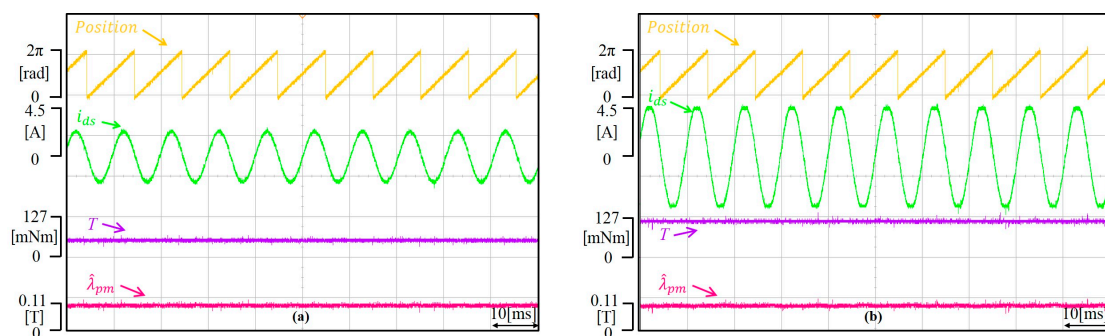 Position
2π
[rad]
0
4.5
[A]
0
i_ds
127
[mNm]
0
T
0.11
[T]
0
λ̂_pm
(a)
10[ms]
Position
2π
[rad]
0
4.5
[A]
0
i_ds
127
[mNm]
0
T
0.11
[T]
0
λ̂_pm
(b)
10[ms]